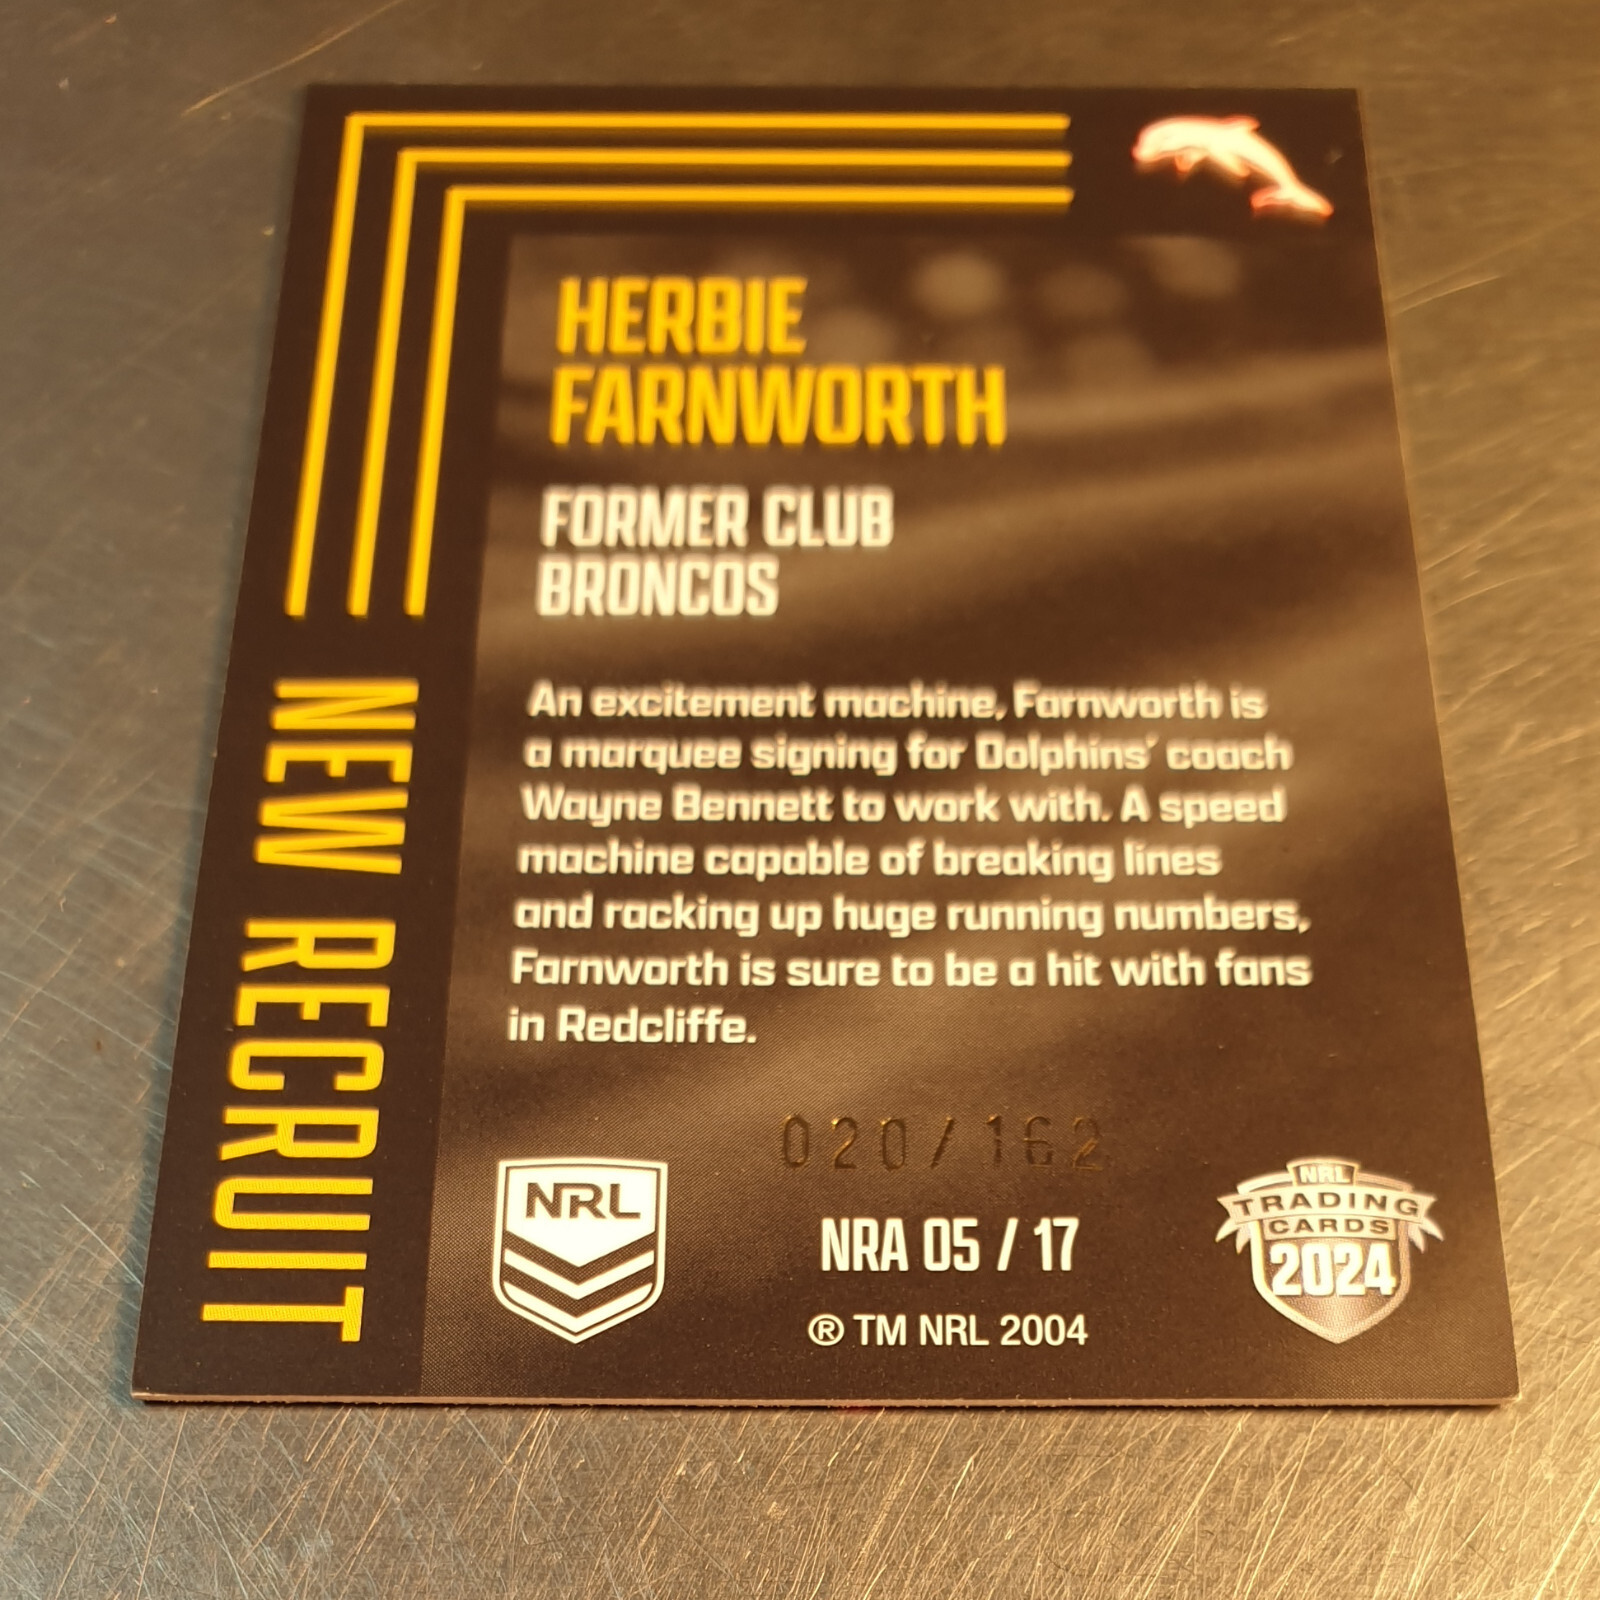 HERBIE
FARNWORTH
FORMER CLUB
BRONCOS
An excitement machine, Farnworth is
a marquee signing for Dolphins' coach
Wayne Bennett to work with. A speed
machine capable of breaking lines
and racking up huge running numbers,
Farnworth is sure to be a hit with fans
in Redcliffe.
NEW RECRUIT
020/162
NRL
NRA 05 / 17
® TM NRL 2004
NRL
TRADING
CARDS
2024